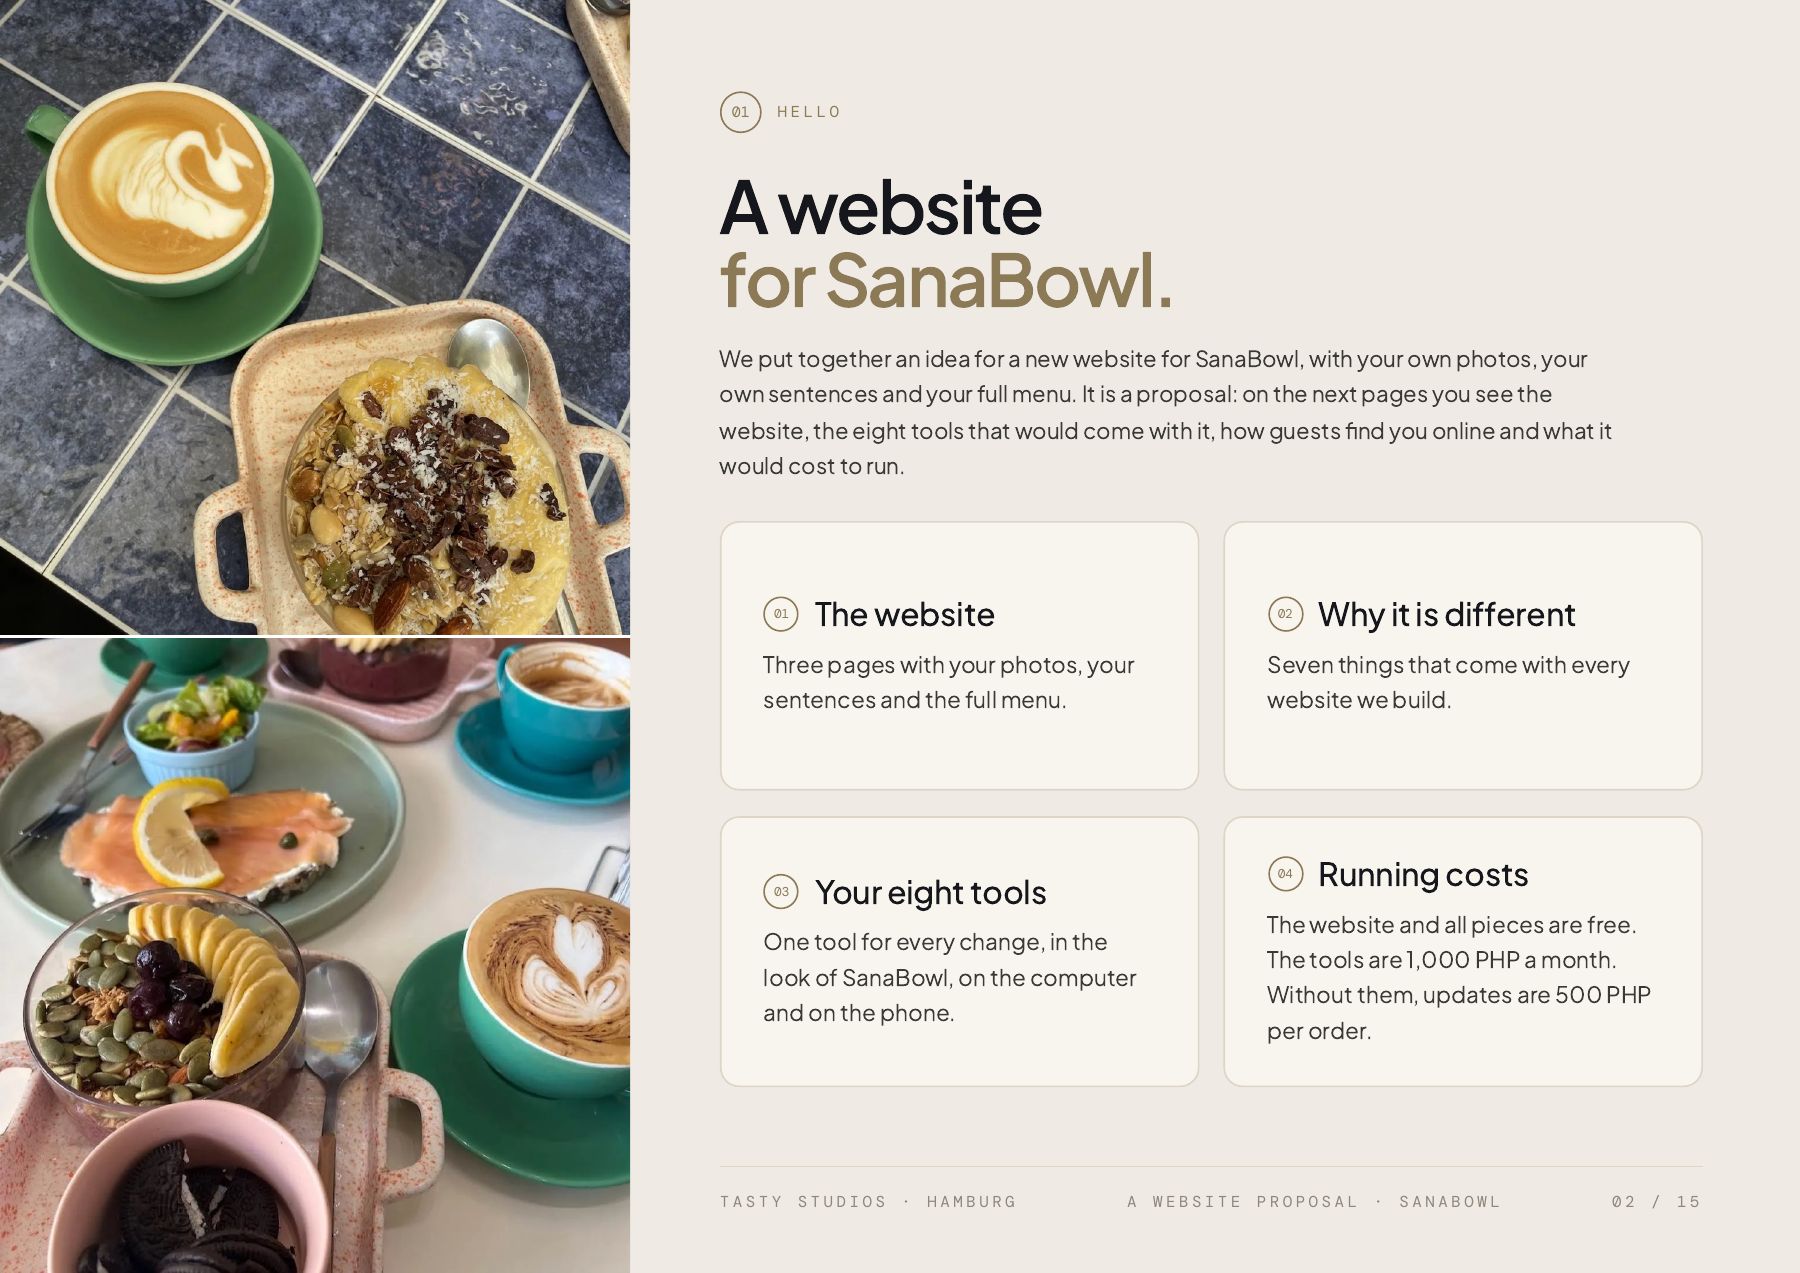 01 HELLO
A website
for SanaBowl.
We put together an idea for a new website for SanaBowl, with your own photos, your
own sentences and your full menu. It is a proposal: on the next pages you see the
website, the eight tools that would come with it, how guests find you online and what it
would cost to run.
01 The website
Three pages with your photos, your
sentences and the full menu.
02 Why it is different
Seven things that come with every
website we build.
03 Your eight tools
One tool for every change, in the
look of SanaBowl, on the computer
and on the phone.
04 Running costs
The website and all pieces are free.
The tools are 1,000 PHP a month.
Without them, updates are 500 PHP
per order.
TASTY STUDIOS · HAMBURG
A WEBSITE PROPOSAL · SANABOWL
02 / 15